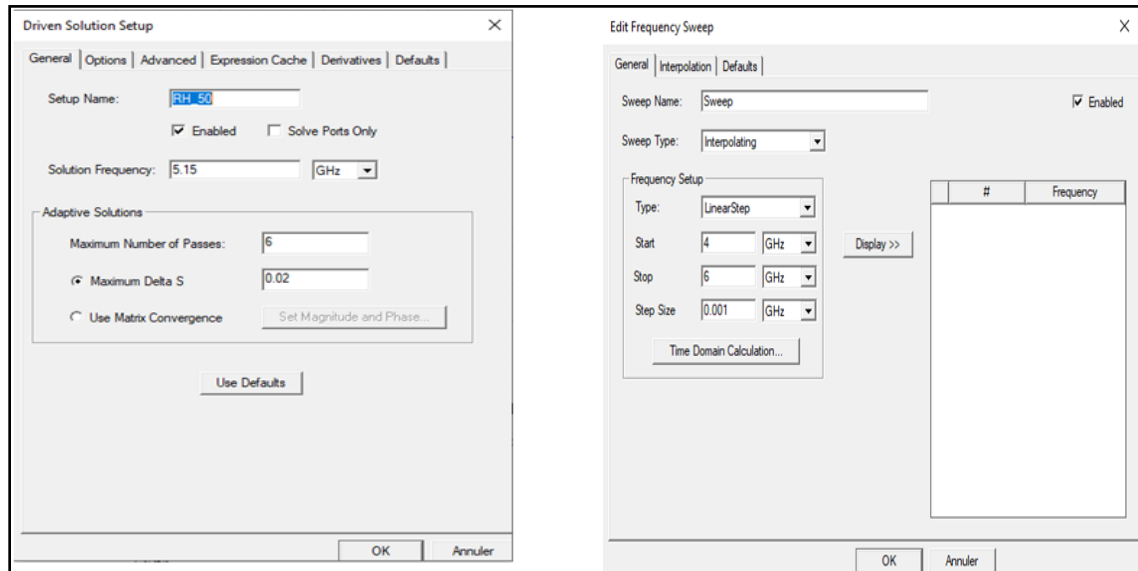 Driven Solution Setup
General Options Advanced Expression Cache Derivatives Defaults
Setup Name: RH_50
Enabled Solve Ports Only
Solution Frequency: 5.15 GHz
Adaptive Solutions
Maximum Number of Passes: 6
Maximum Delta S 0.02
Use Matrix Convergence Set Magnitude and Phase...
Use Defaults
OK Annuler
Edit Frequency Sweep
General Interpolation Defaults
Sweep Name: Sweep Enabled
Sweep Type: Interpolating
Frequency Setup
Type: LinearStep
Start 4 GHz
Stop 6 GHz
Step Size 0.001 GHz
Time Domain Calculation...
Display >>
# Frequency
OK Annuler